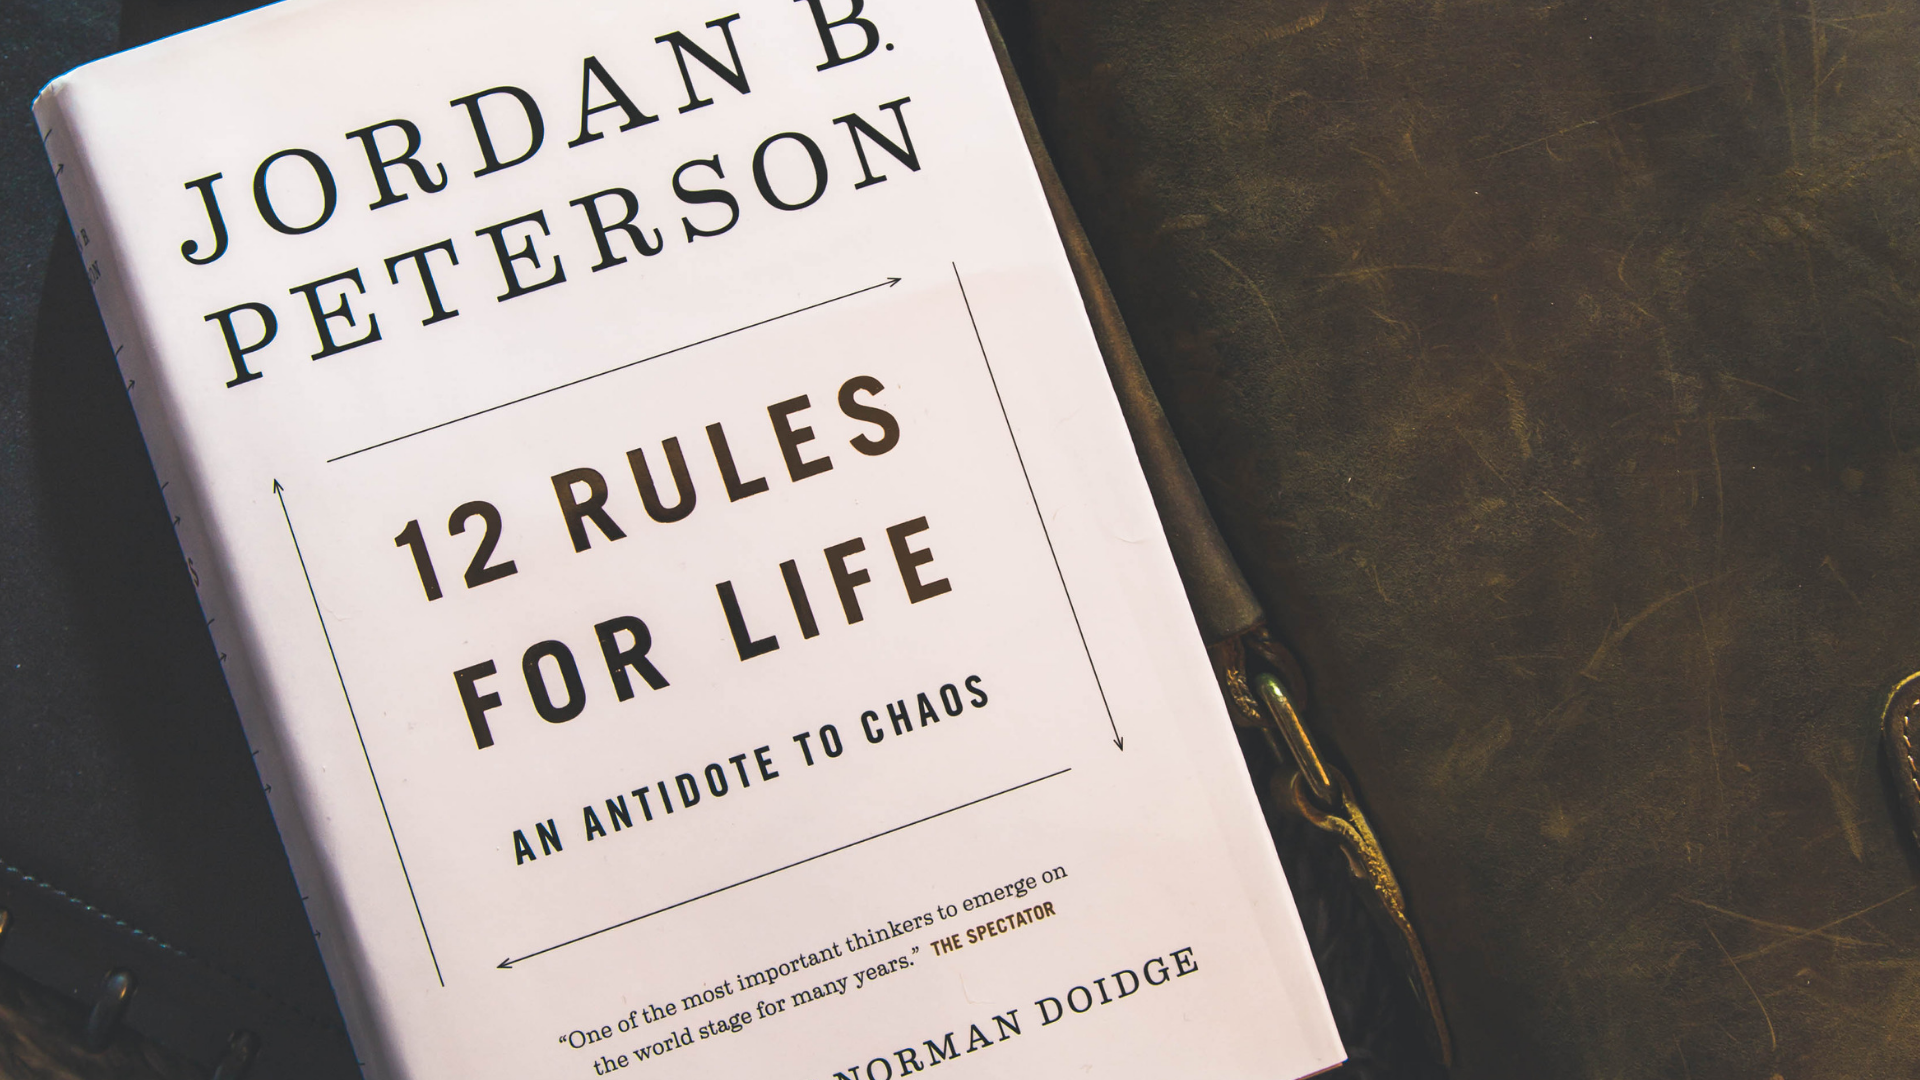 JORDAN B.
PETERSON
12 RULES
FOR LIFE
AN ANTIDOTE TO CHAOS
“One of the most important thinkers to emerge on
the world stage for many years.” THE SPECTATOR
NORMAN DOIDGE